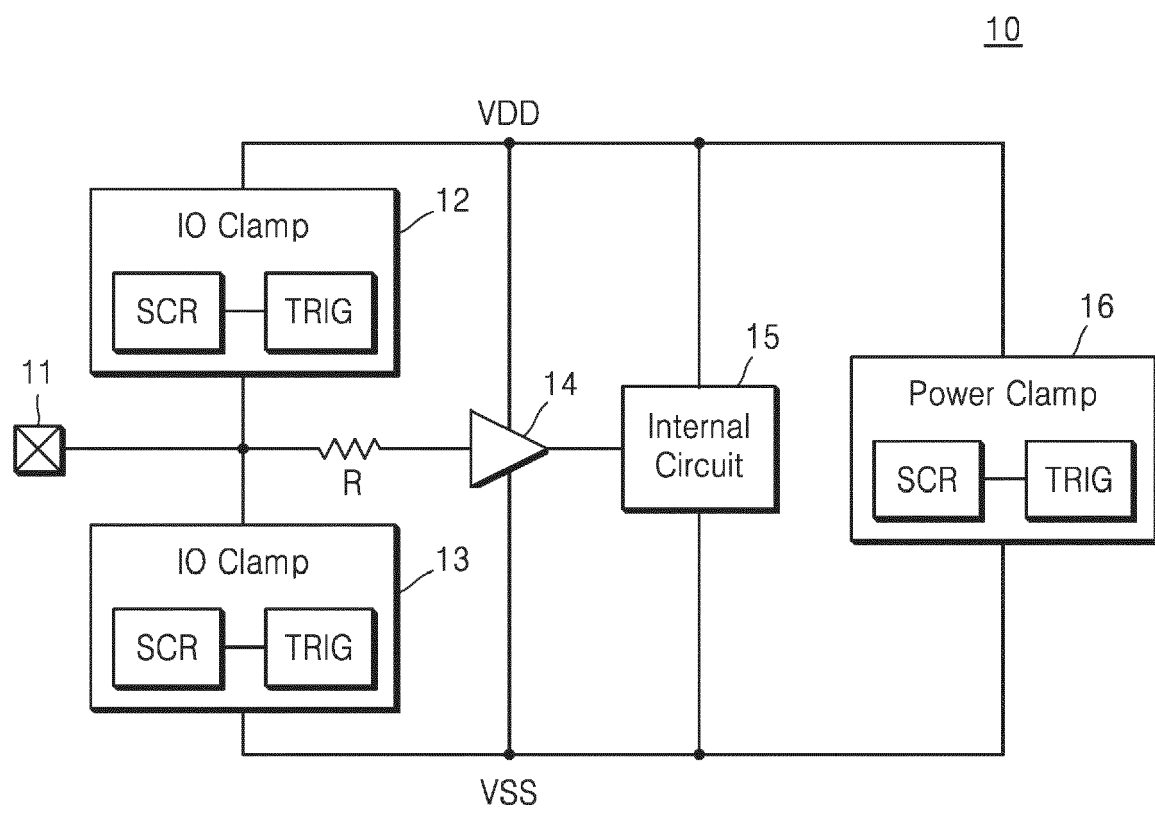 10
VDD
12
IO Clamp
SCR
TRIG
11
14
15
16
R
Internal
Circuit
Power Clamp
SCR
TRIG
13
IO Clamp
SCR
TRIG
VSS